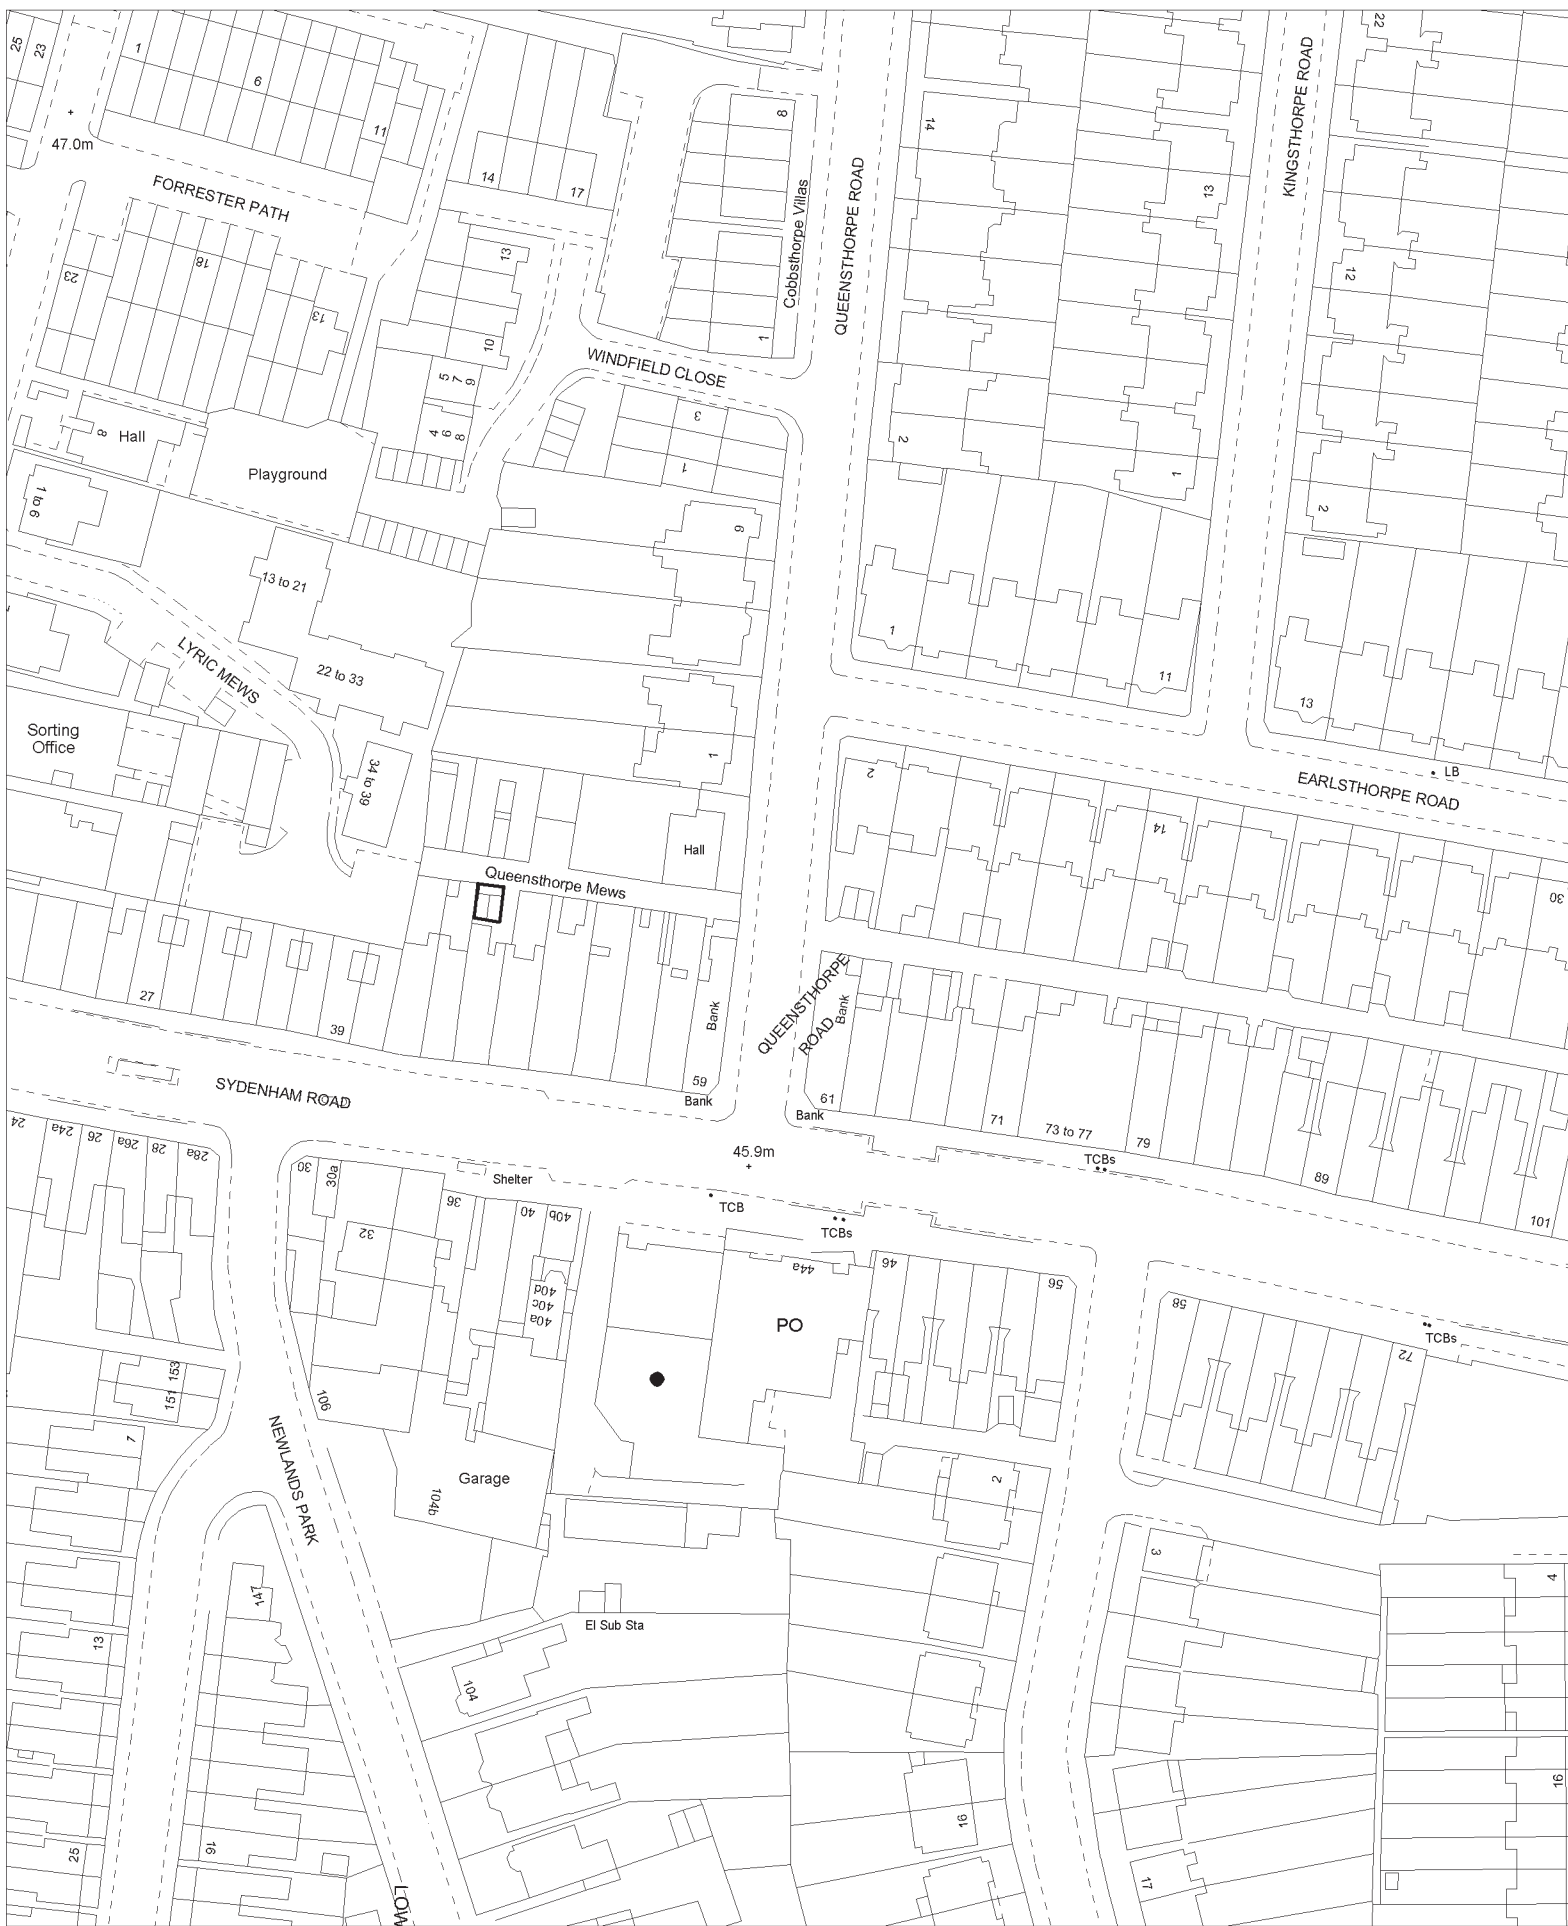 25
23
1
6
11
47.0m
FORRESTER PATH
14
17
8
Cobbsthorpe Villas
1
QUEENSTHORPE ROAD
14
13
KINGSTHORPE ROAD
22
12
23
18
13
13
10
5
7
9
4
6
8
WINDFIELD CLOSE
3
1
2
1
2
8
Hall
Playground
1 to 6
9
13 to 21
LYRIC MEWS
22 to 33
1
11
13
Sorting
Office
34 to 39
1
LB
EARLSTHORPE ROAD
2
14
30
Hall
Queensthorpe Mews
27
39
Bank
59
Bank
QUEENSTHORPE
ROAD
Bank
61
Bank
71
73 to 77
79
89
101
SYDENHAM ROAD
45.9m
TCBs
24
24a
26
26a
28
28a
30
30a
32
36
Shelter
40
40b
40d
40c
40a
TCB
TCBs
44a
46
56
58
72
TCBs
PO
153
151
7
106
NEWLANDS PARK
Garage
104b
2
3
4
147
13
El Sub Sta
104
16
16
19
25
17
LOW